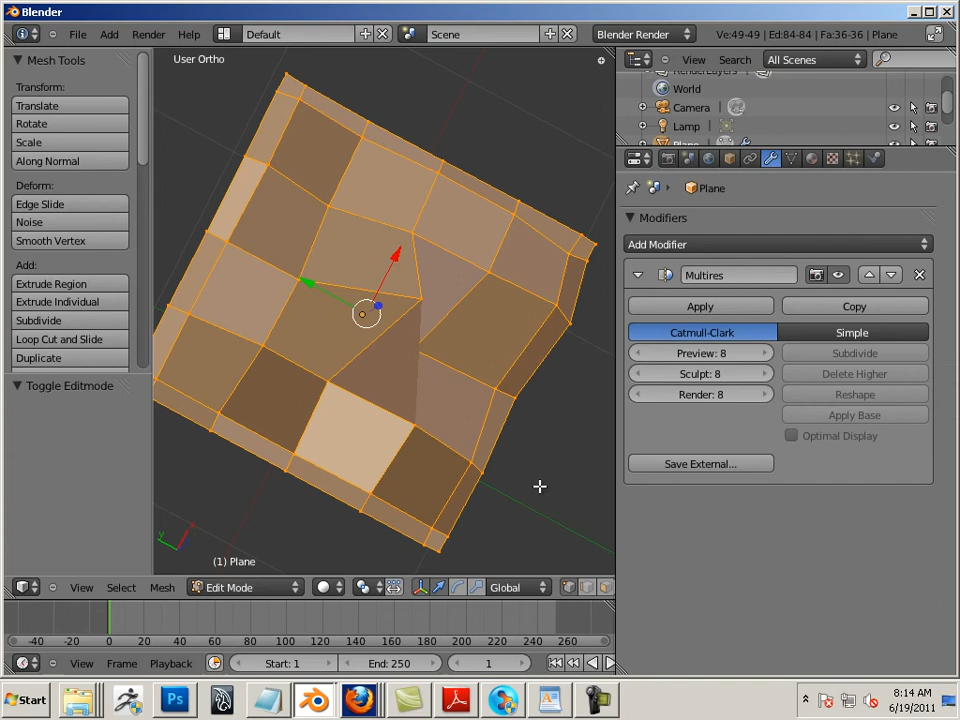 Blender
File Add Render Help Default Scene Blender Render Ve:49-49 | Ed:84-84 | Fa:36-36 | Plane
Mesh Tools
Transform:
Translate
Rotate
Scale
Along Normal
Deform:
Edge Slide
Noise
Smooth Vertex
Add:
Extrude Region
Extrude Individual
Subdivide
Loop Cut and Slide
Duplicate
Toggle Editmode
User Ortho
y
(1) Plane
View Select Mesh Edit Mode Global
View Search All Scenes
RenderLayers
World
Camera
Lamp
Plane
Plane
Modifiers
Add Modifier
Multires
Apply Copy
Catmull-Clark Simple
Preview: 8 Subdivide
Sculpt: 8 Delete Higher
Render: 8 Reshape
Apply Base
Optimal Display
Save External...
-40 -20 0 20 40 60 80 100 120 140 160 180 200 220 240 260
View Frame Playback Start: 1 End: 250 1
Start Ps 8:14 AM
6/19/2011